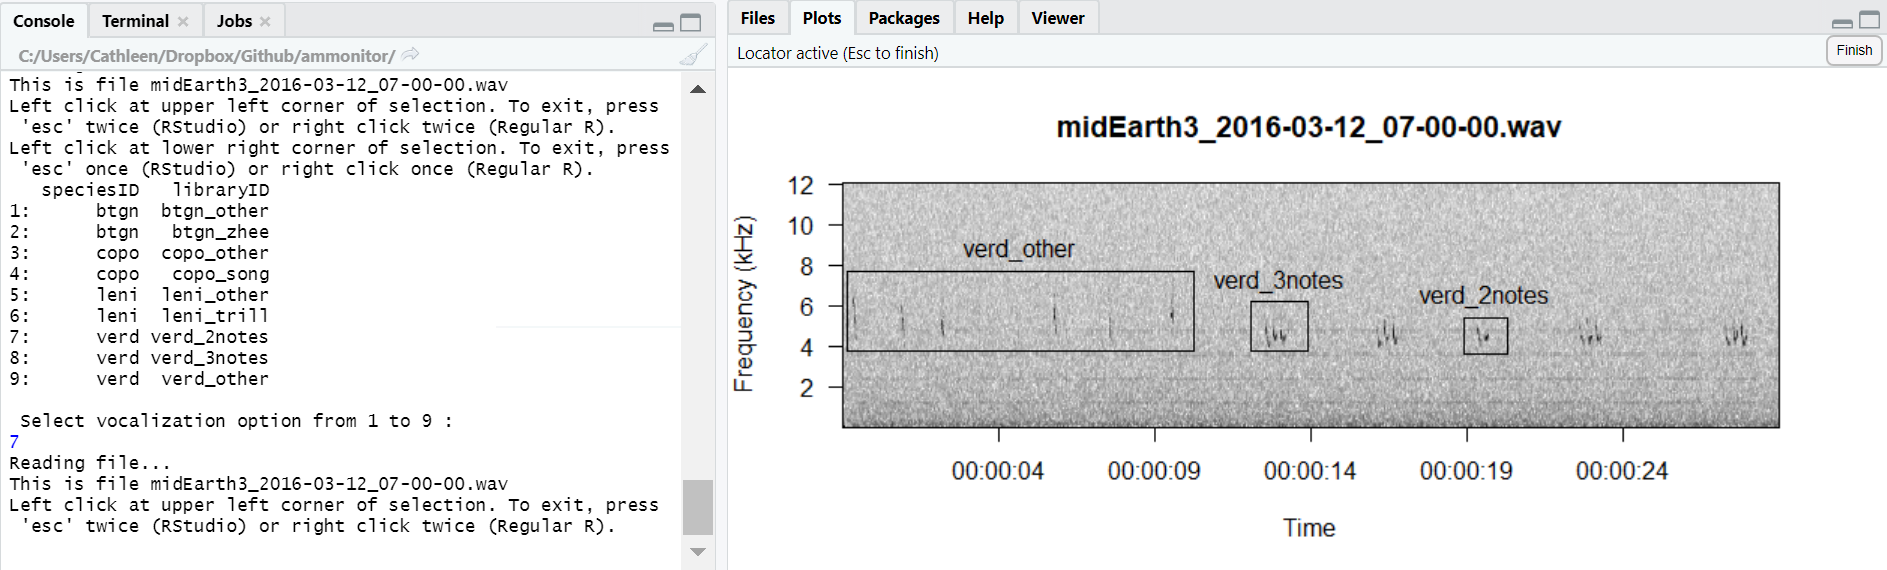 Console Terminal Jobs
C:/Users/Cathleen/Dropbox/Github/ammonitor/
This is file midEarth3_2016-03-12_07-00-00.wav
Left click at upper left corner of selection. To exit, press
'esc' twice (RStudio) or right click twice (Regular R).
Left click at lower right corner of selection. To exit, press
'esc' once (RStudio) or right click once (Regular R).
speciesID libraryID
1: btgn btgn_other
2: btgn btgn_zhee
3: copo copo_other
4: copo copo_song
5: leni leni_other
6: leni leni_trill
7: verd verd_2notes
8: verd verd_3notes
9: verd verd_other
Select vocalization option from 1 to 9 :
7
Reading file...
This is file midEarth3_2016-03-12_07-00-00.wav
Left click at upper left corner of selection. To exit, press
'esc' twice (RStudio) or right click twice (Regular R).
Files Plots Packages Help Viewer
Locator active (Esc to finish)
Finish
midEarth3_2016-03-12_07-00-00.wav
Frequency (kHz)
12
10
8
6
4
2
verd_other
verd_3notes
verd_2notes
00:00:04 00:00:09 00:00:14 00:00:19 00:00:24
Time